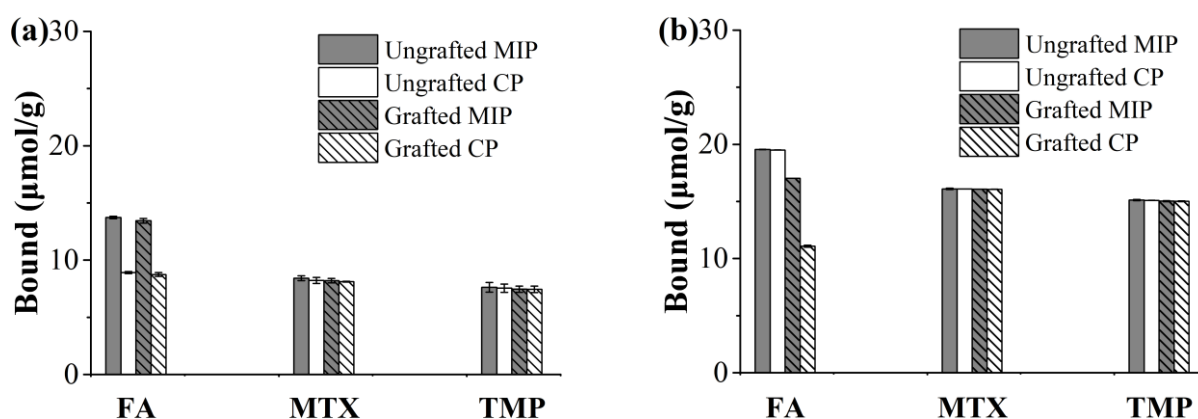 (a)
30
20
10
0
Bound (μmol/g)
Ungrafted MIP
Ungrafted CP
Grafted MIP
Grafted CP
FA MTX TMP
(b)
30
20
10
0
Bound (μmol/g)
Ungrafted MIP
Ungrafted CP
Grafted MIP
Grafted CP
FA MTX TMP